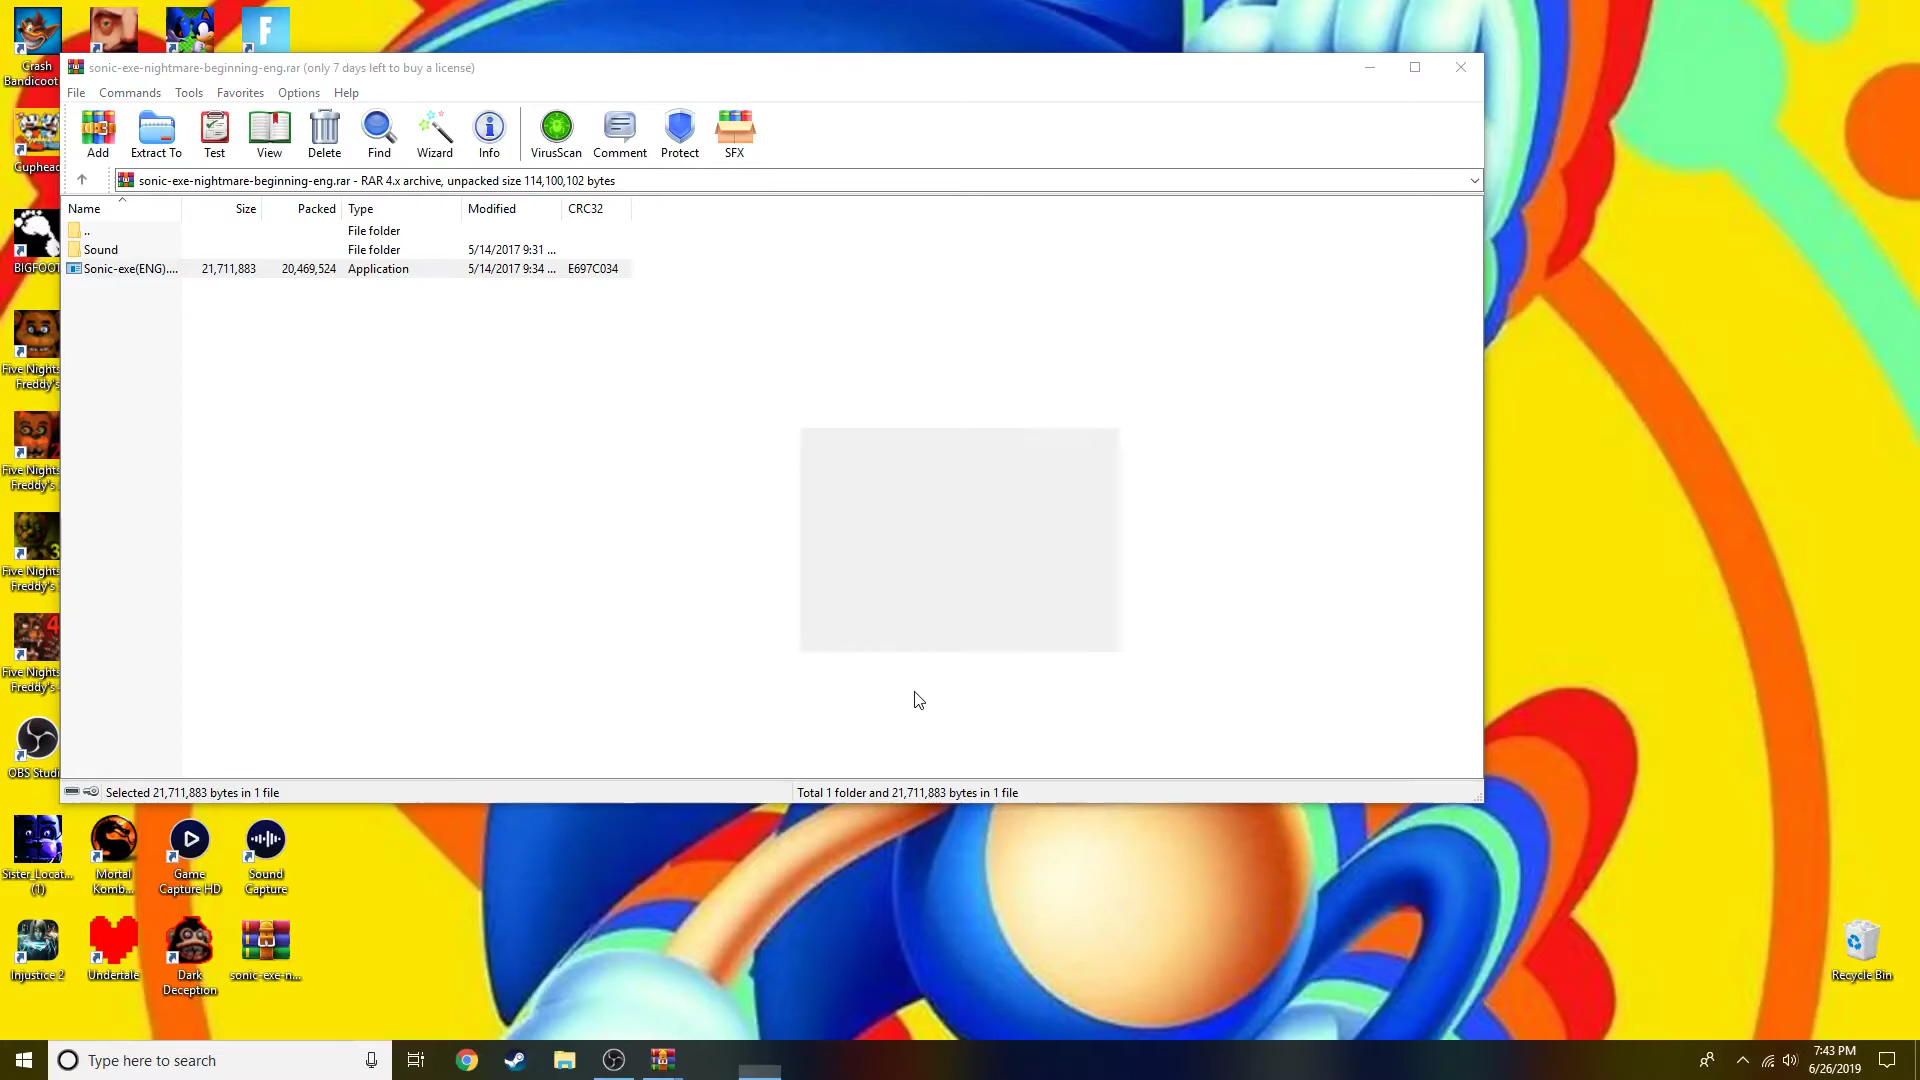 Crash
Bandicoot
sonic-exe-nightmare-beginning-eng.rar (only 7 days left to buy a license)
File Commands Tools Favorites Options Help
Add Extract To Test View Delete Find Wizard Info VirusScan Comment Protect SFX
sonic-exe-nightmare-beginning-eng.rar - RAR 4.x archive, unpacked size 114,100,102 bytes
Name Size Packed Type Modified CRC32
.. File folder
Sound File folder 5/14/2017 9:31 ...
Sonic-exe(ENG).... 21,711,883 20,469,524 Application 5/14/2017 9:34 ... E697C034
Cuphead
BIGFOOT
Five Nights
Freddy's
2
Five Nights
Freddy's
3
Five Nights
Freddy's
4
Five Nights
Freddy's
OBS Studi
Selected 21,711,883 bytes in 1 file
Total 1 folder and 21,711,883 bytes in 1 file
Sister_Locat...
(1)
Mortal
Komb...
Game
Capture HD
Sound
Capture
Injustice 2
Undertale
Dark
Deception
sonic-exe-n...
Recycle Bin
Type here to search
7:43 PM
6/26/2019